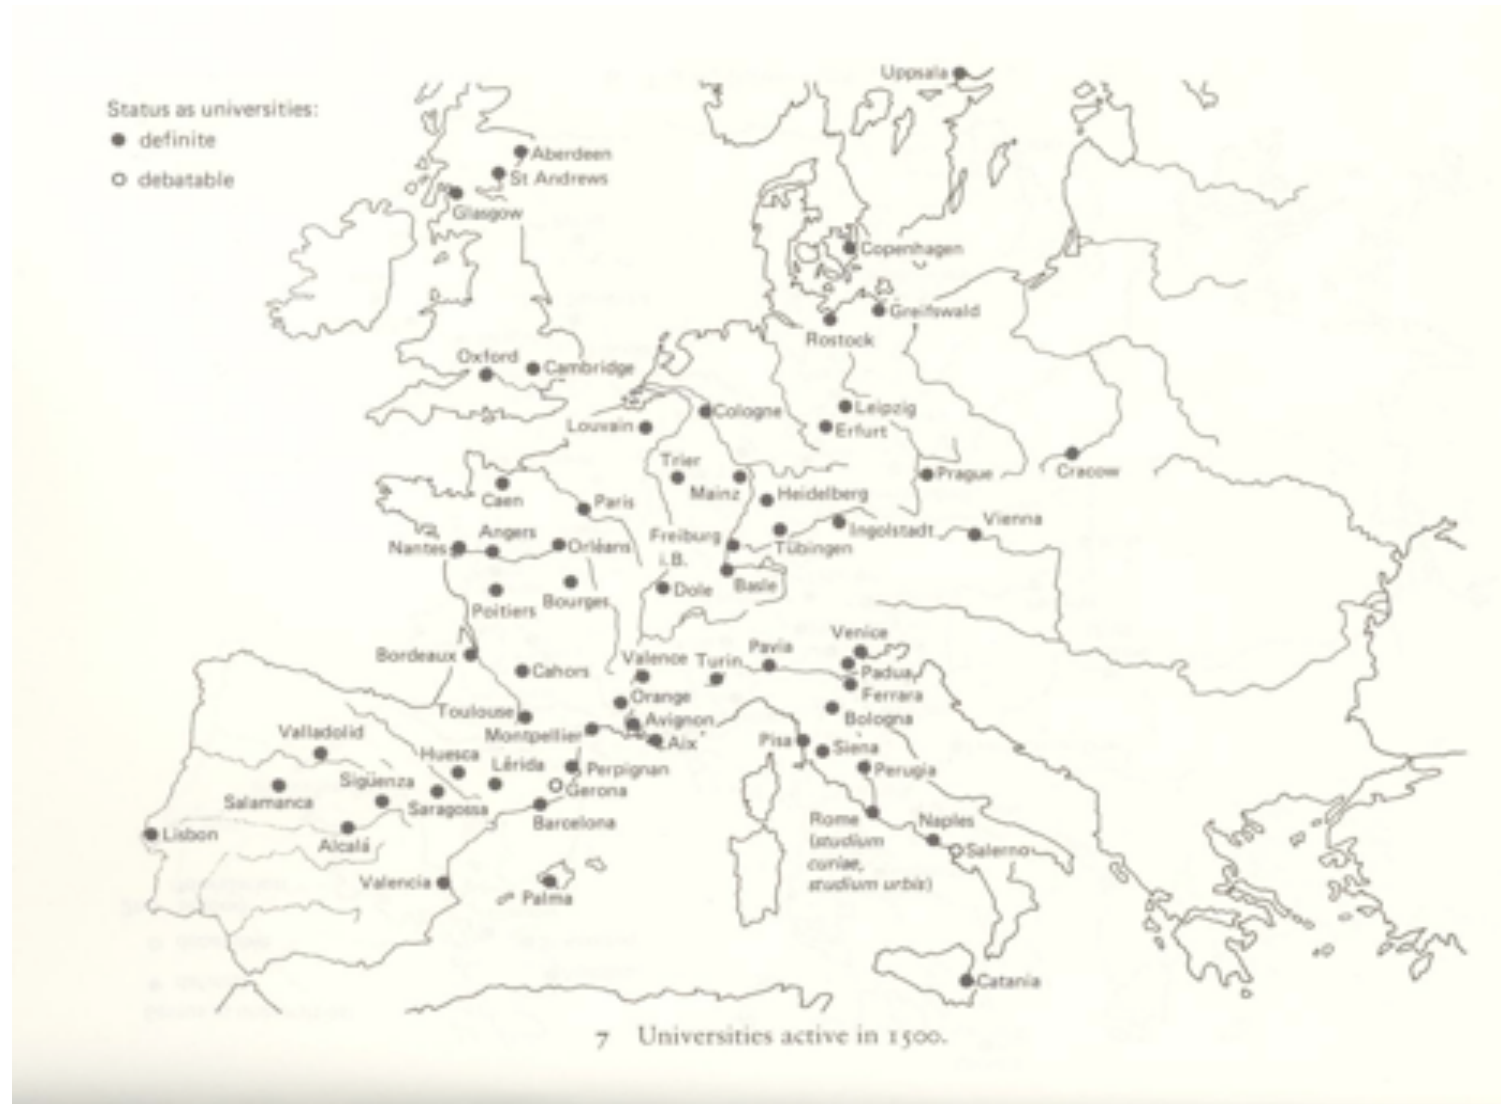 Uppsala
Status as universities:
definite
debatable
Aberdeen
St Andrews
Glasgow
Copenhagen
Greifswald
Rostock
Oxford
Cambridge
Cologne
Leipzig
Louvain
Erfurt
Trier
Mainz
Prague
Cracow
Caen
Paris
Heidelberg
Angers
Nantes
Orléans
Freiburg
i.B.
Tübingen
Ingolstadt
Vienna
Dole
Basle
Poitiers
Bourges
Bordeaux
Cahors
Valence
Turin
Pavia
Venice
Padua
Ferrara
Orange
Toulouse
Avignon
Bologna
Montpellier
Aix
Pisa
Siena
Valladolid
Huesca
Lérida
Perpignan
Perugia
Sigüenza
Gerona
Salamanca
Saragossa
Barcelona
Rome
(studium
curiae,
studium urbis)
Naples
Lisbon
Alcalá
Salerno
Valencia
Palma
Catania
7 Universities active in 1500.